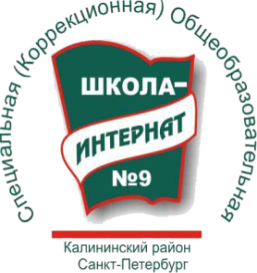 Специальная (Коррекционная) Общеобразовательная
ШКОЛА-
ИНТЕРНАТ
№9
Калининский район
Санкт-Петербург